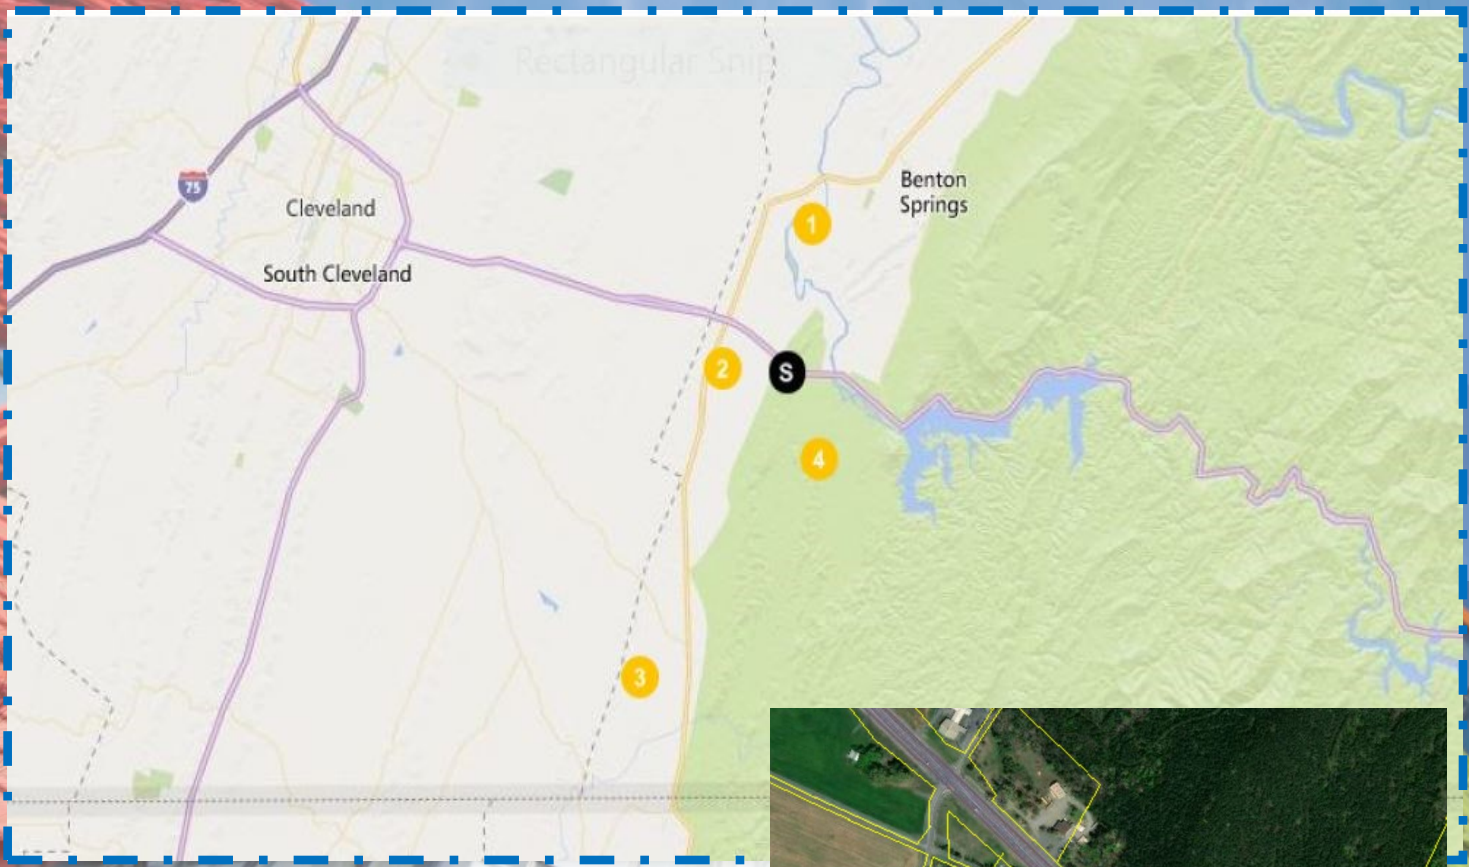 Rectangular Snip
75
Benton
Springs
Cleveland
1
South Cleveland
2
S
4
3